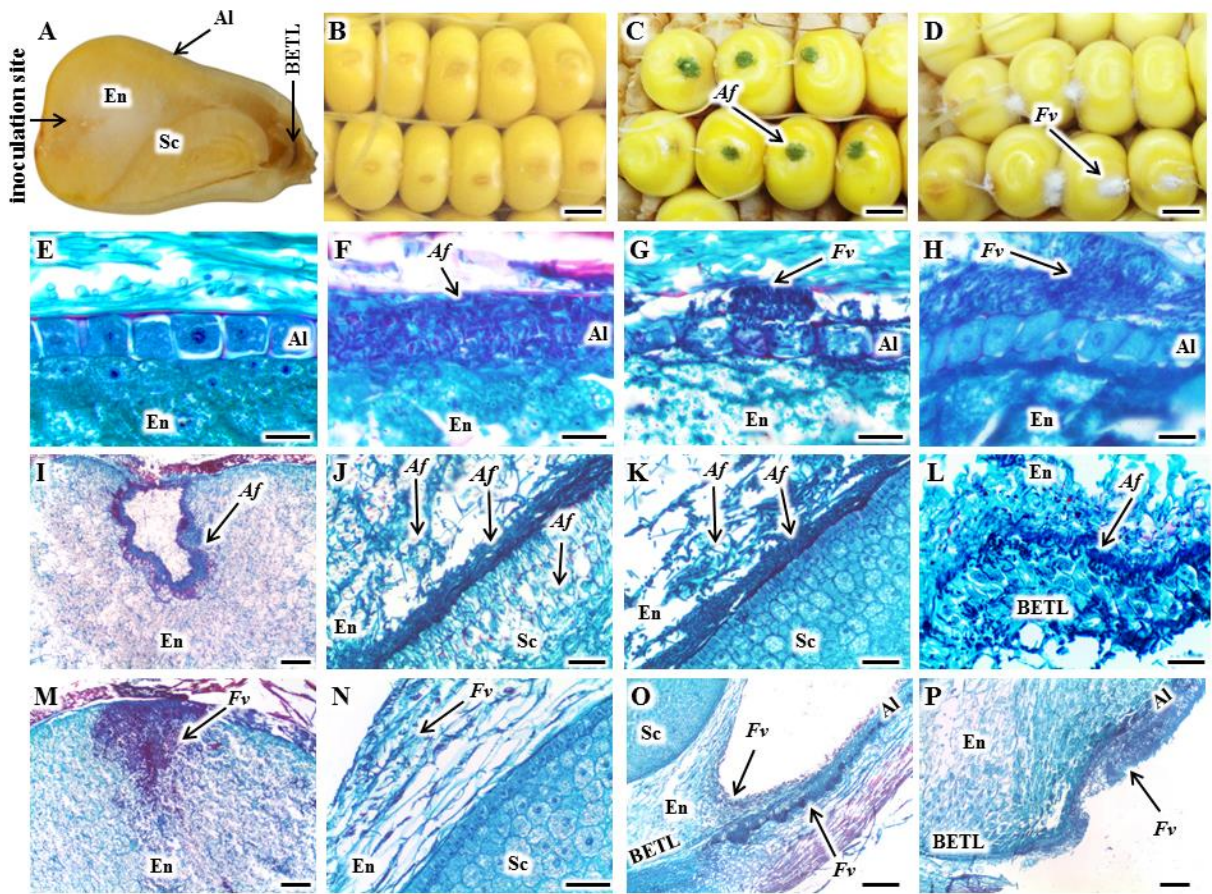 A
Al
BETL
inoculation site
En
Sc
B
C
Af
D
Fv
E
Al
En
F
Af
Al
En
G
Fv
Al
En
H
Fv
Al
En
I
Af
En
J
Af
Af
Af
En
Sc
K
Af
Af
En
Sc
L
En
Af
BETL
M
Fv
En
N
Fv
En
Sc
O
Sc
Al
Fv
En
BETL
Fv
P
Al
En
BETL
Fv